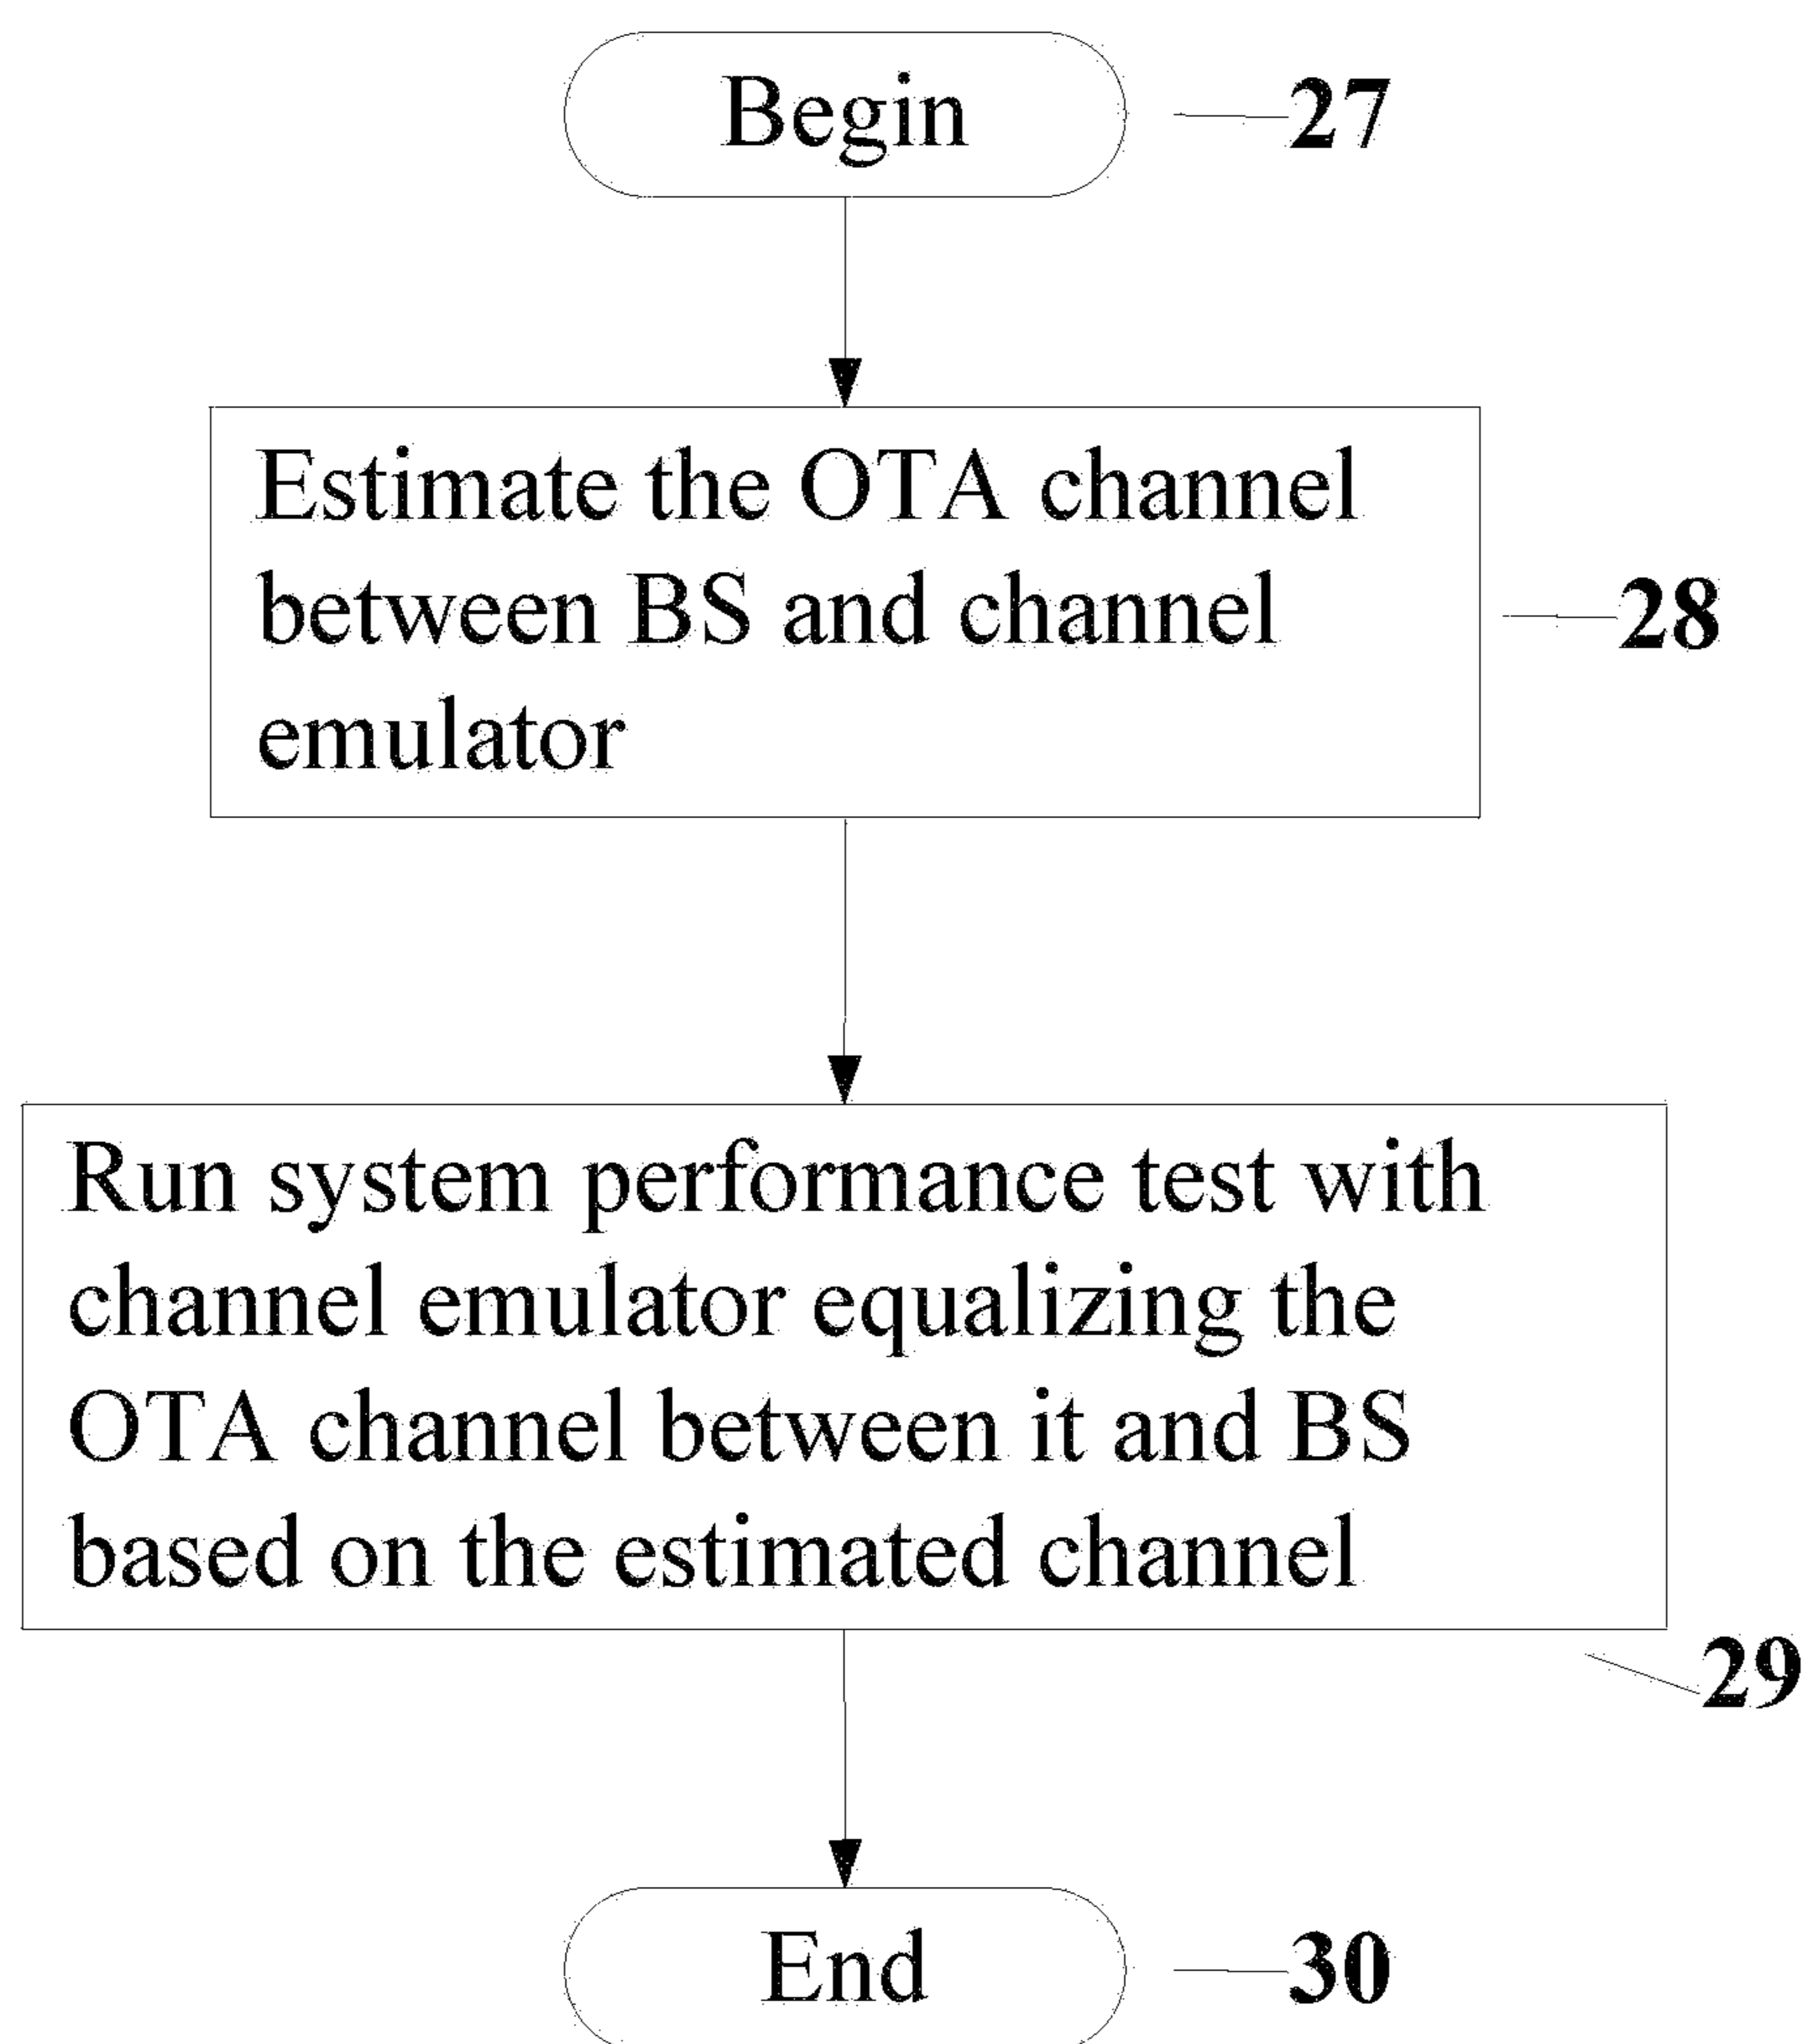 Begin
27
Estimate the OTA channel
between BS and channel
emulator
28
Run system performance test with
channel emulator equalizing the
OTA channel between it and BS
based on the estimated channel
29
End
30